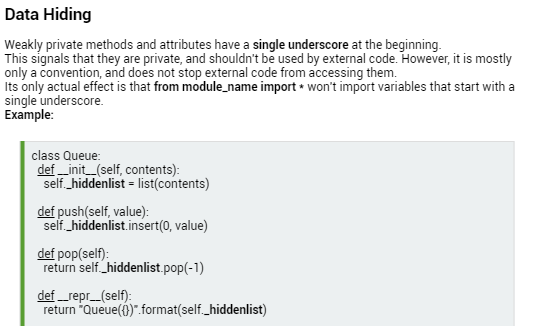 Data Hiding
Weakly private methods and attributes have a single underscore at the beginning.
This signals that they are private, and shouldn't be used by external code. However, it is mostly
only a convention, and does not stop external code from accessing them.
Its only actual effect is that from module_name import * won't import variables that start with a
single underscore.
Example:
class Queue:
def __init__(self, contents):
self._hiddenlist = list(contents)
def push(self, value):
self._hiddenlist.insert(0, value)
def pop(self):
return self._hiddenlist.pop(-1)
def __repr__(self):
return "Queue({})".format(self._hiddenlist)